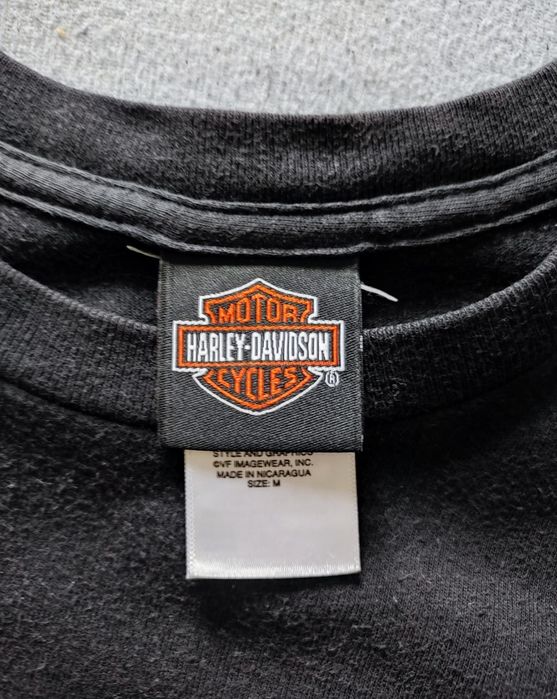 MOTOR
HARLEY-DAVIDSON
CYCLES
®
STYLE AND GRAPHICS
©VF IMAGEWEAR, INC.
MADE IN NICARAGUA
SIZE: M